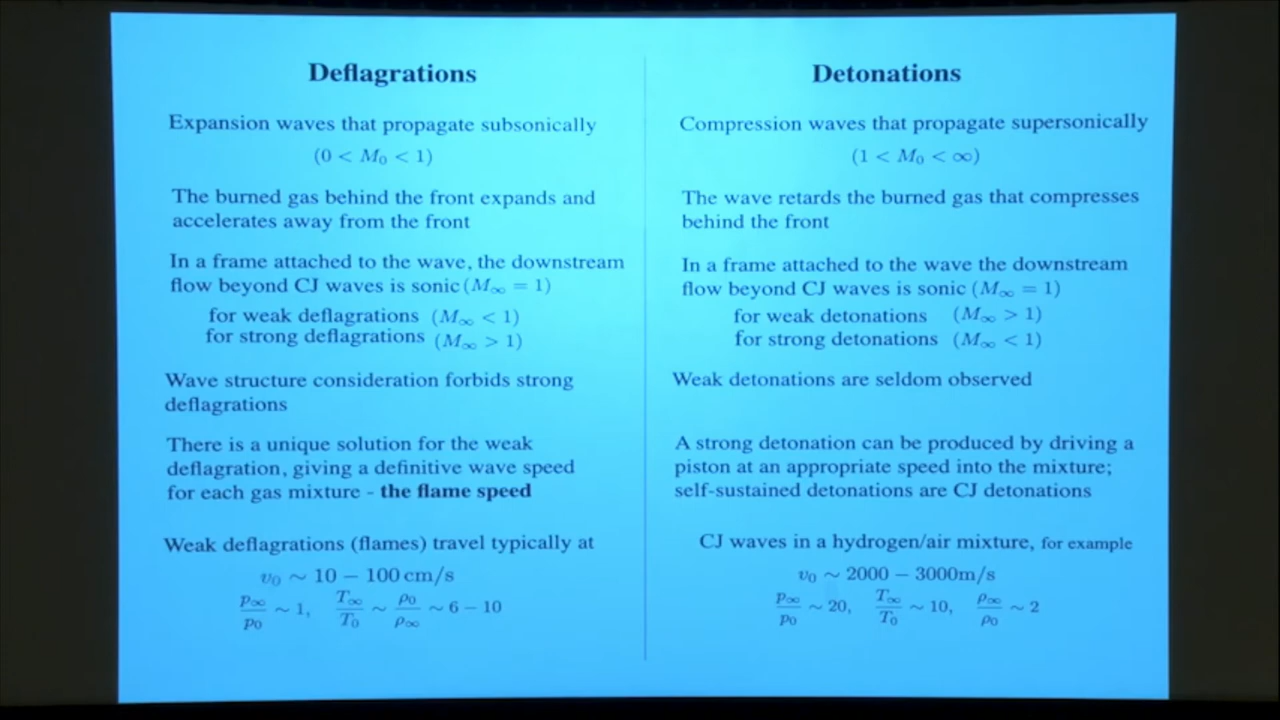 Deflagrations
Expansion waves that propagate subsonically
(0 < M₀ < 1)
The burned gas behind the front expands and
accelerates away from the front
In a frame attached to the wave, the downstream
flow beyond CJ waves is sonic (M∞ = 1)
for weak deflagrations (M∞ < 1)
for strong deflagrations (M∞ > 1)
Wave structure consideration forbids strong
deflagrations
There is a unique solution for the weak
deflagration, giving a definitive wave speed
for each gas mixture - the flame speed
Weak deflagrations (flames) travel typically at
v₀ ∼ 10 − 100 cm/s
p∞/p₀ ∼ 1, T∞/T₀ ∼ ρ₀/ρ∞ ∼ 6 − 10
Detonations
Compression waves that propagate supersonically
(1 < M₀ < ∞)
The wave retards the burned gas that compresses
behind the front
In a frame attached to the wave the downstream
flow beyond CJ waves is sonic (M∞ = 1)
for weak detonations (M∞ > 1)
for strong detonations (M∞ < 1)
Weak detonations are seldom observed
A strong detonation can be produced by driving a
piston at an appropriate speed into the mixture;
self-sustained detonations are CJ detonations
CJ waves in a hydrogen/air mixture, for example
v₀ ∼ 2000 − 3000m/s
p∞/p₀ ∼ 20, T∞/T₀ ∼ 10, ρ∞/ρ₀ ∼ 2